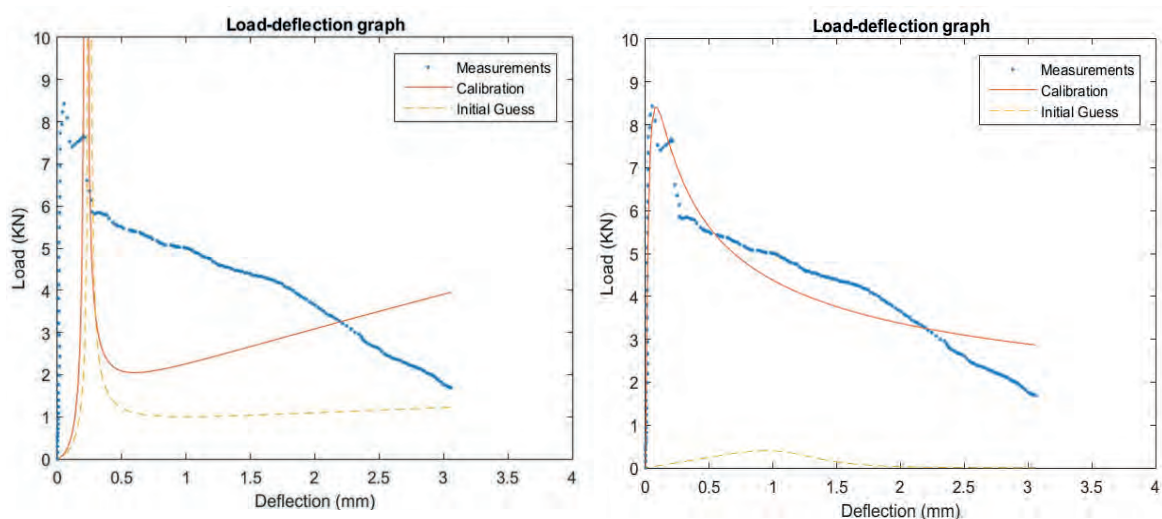 Load-deflection graph
10
9
8
7
6
5
4
3
2
1
0
Load (KN)
Measurements
Calibration
Initial Guess
0 0.5 1 1.5 2 2.5 3 3.5 4
Deflection (mm)
Load-deflection graph
10
9
8
7
6
5
4
3
2
1
0
Load (KN)
Measurements
Calibration
Initial Guess
0 0.5 1 1.5 2 2.5 3 3.5 4
Deflection (mm)